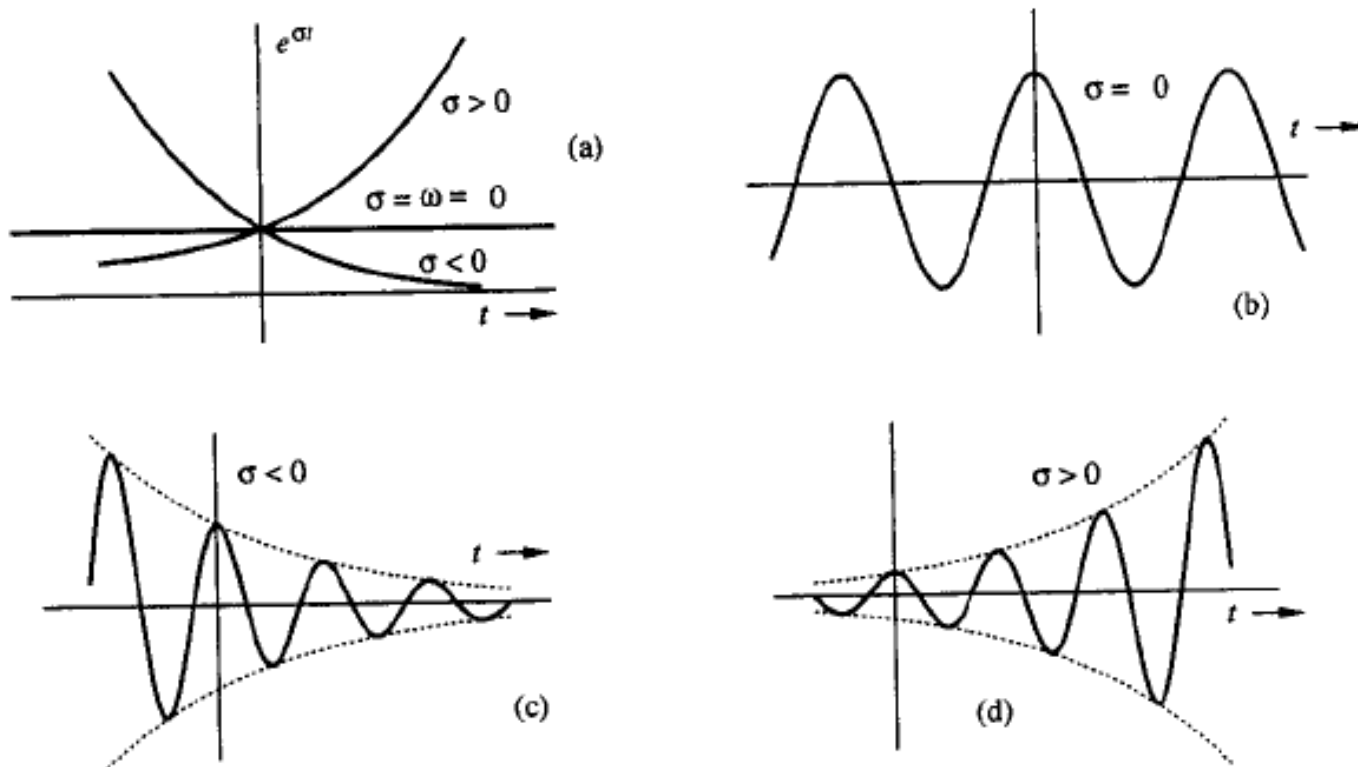 e^{σt}
σ > 0
(a)
σ = ω = 0
σ < 0
t →
σ = 0
t →
(b)
σ < 0
t →
(c)
σ > 0
t →
(d)